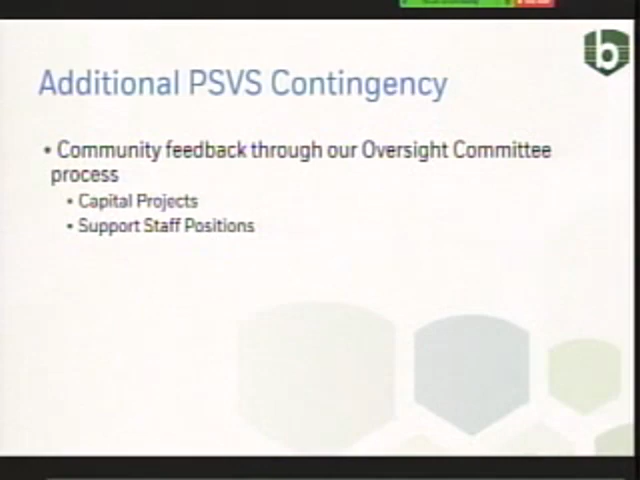 b
Additional PSVS Contingency
• Community feedback through our Oversight Committee
process
• Capital Projects
• Support Staff Positions